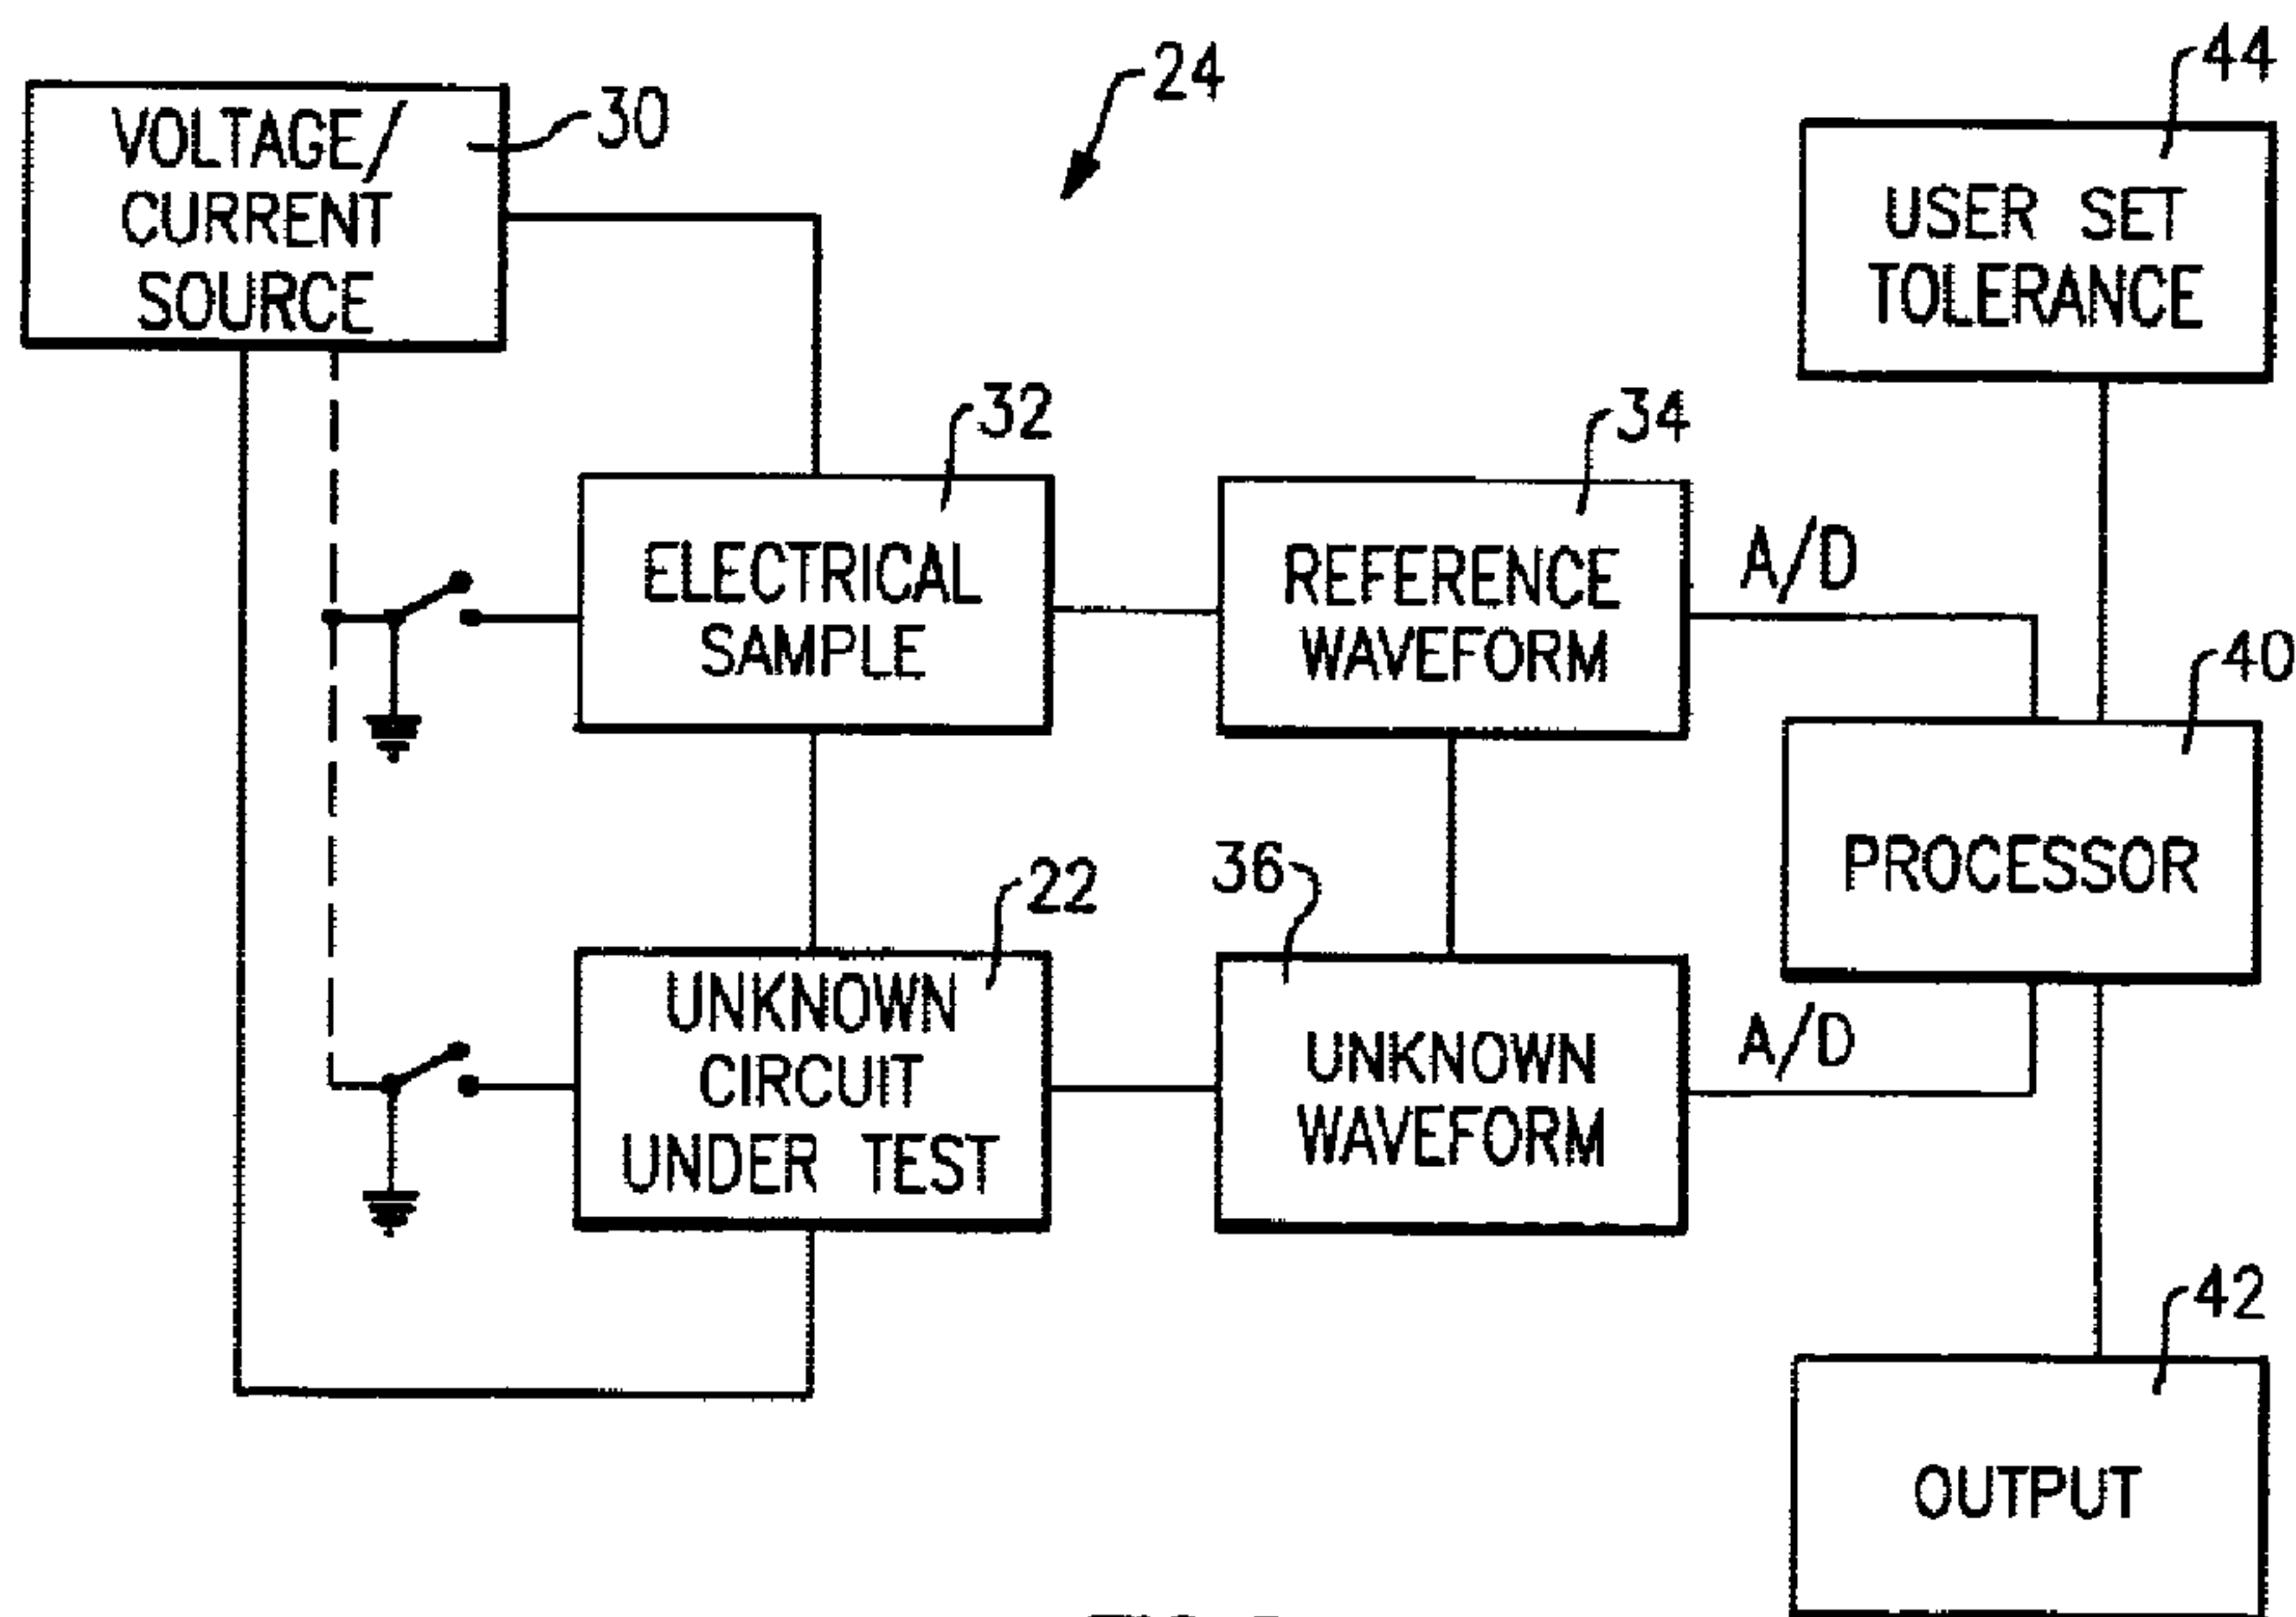 24
44
VOLTAGE/
CURRENT
SOURCE
30
USER SET
TOLERANCE
32
34
ELECTRICAL
SAMPLE
REFERENCE
WAVEFORM
A/D
40
PROCESSOR
22
36
UNKNOWN
CIRCUIT
UNDER TEST
UNKNOWN
WAVEFORM
A/D
42
OUTPUT